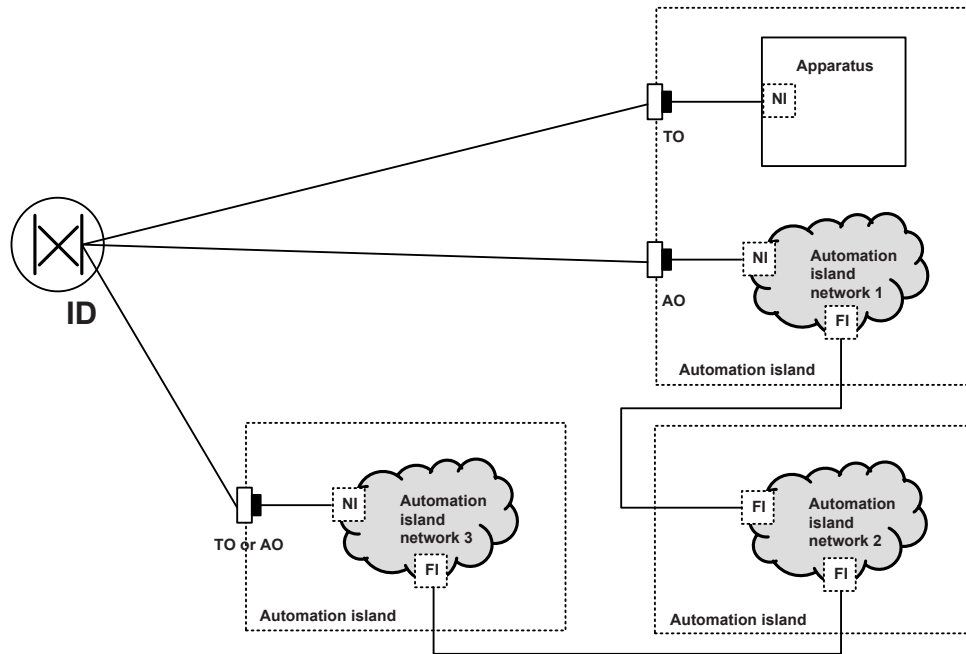 Apparatus
NI
TO
ID
NI
Automation
island
network 1
AO
FI
Automation island
NI
Automation
island
network 3
TO or AO
FI
Automation island
FI
Automation
island
network 2
FI
Automation island